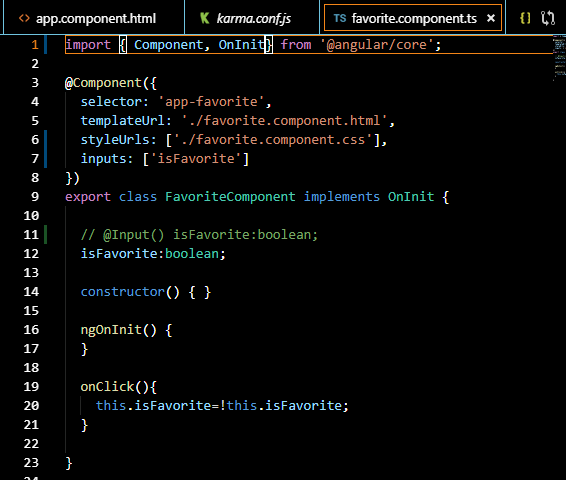 <> app.component.html karma.conf.js TS favorite.component.ts × {}
1 import { Component, OnInit} from '@angular/core';
2
3 @Component({
4 selector: 'app-favorite',
5 templateUrl: './favorite.component.html',
6 styleUrls: ['./favorite.component.css'],
7 inputs: ['isFavorite']
8 })
9 export class FavoriteComponent implements OnInit {
10
11 // @Input() isFavorite:boolean;
12 isFavorite:boolean;
13
14 constructor() { }
15
16 ngOnInit() {
17 }
18
19 onClick(){
20 this.isFavorite=!this.isFavorite;
21 }
22
23 }